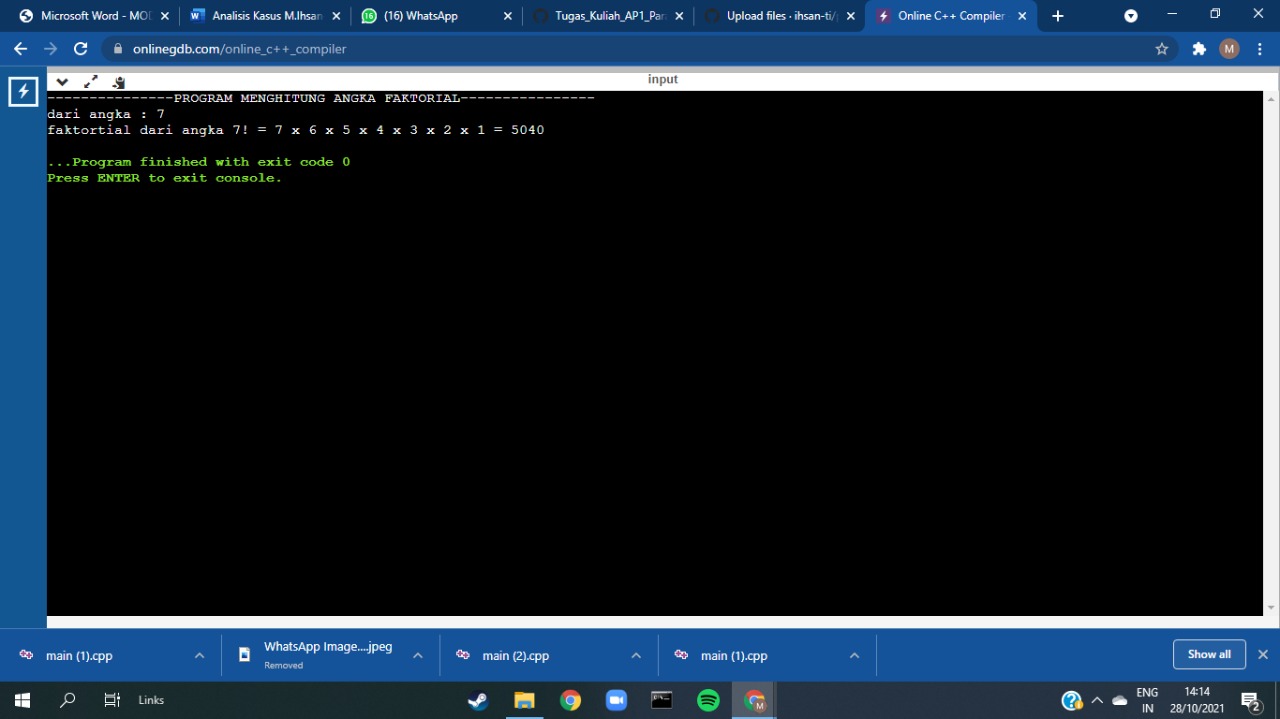 Microsoft Word - MO
Analisis Kasus M.Ihsan
(16) WhatsApp
Tugas_Kuliah_AP1_Par
Upload files · ihsan-ti/
Online C++ Compiler
onlinegdb.com/online_c++_compiler
M
input
---------------PROGRAM MENGHITUNG ANGKA FAKTORIAL----------------
dari angka : 7
faktortial dari angka 7! = 7 x 6 x 5 x 4 x 3 x 2 x 1 = 5040
...Program finished with exit code 0
Press ENTER to exit console.
main (1).cpp
WhatsApp Image....jpeg
Removed
main (2).cpp
main (1).cpp
Show all
Links
ENG
IN
14:14
28/10/2021
2